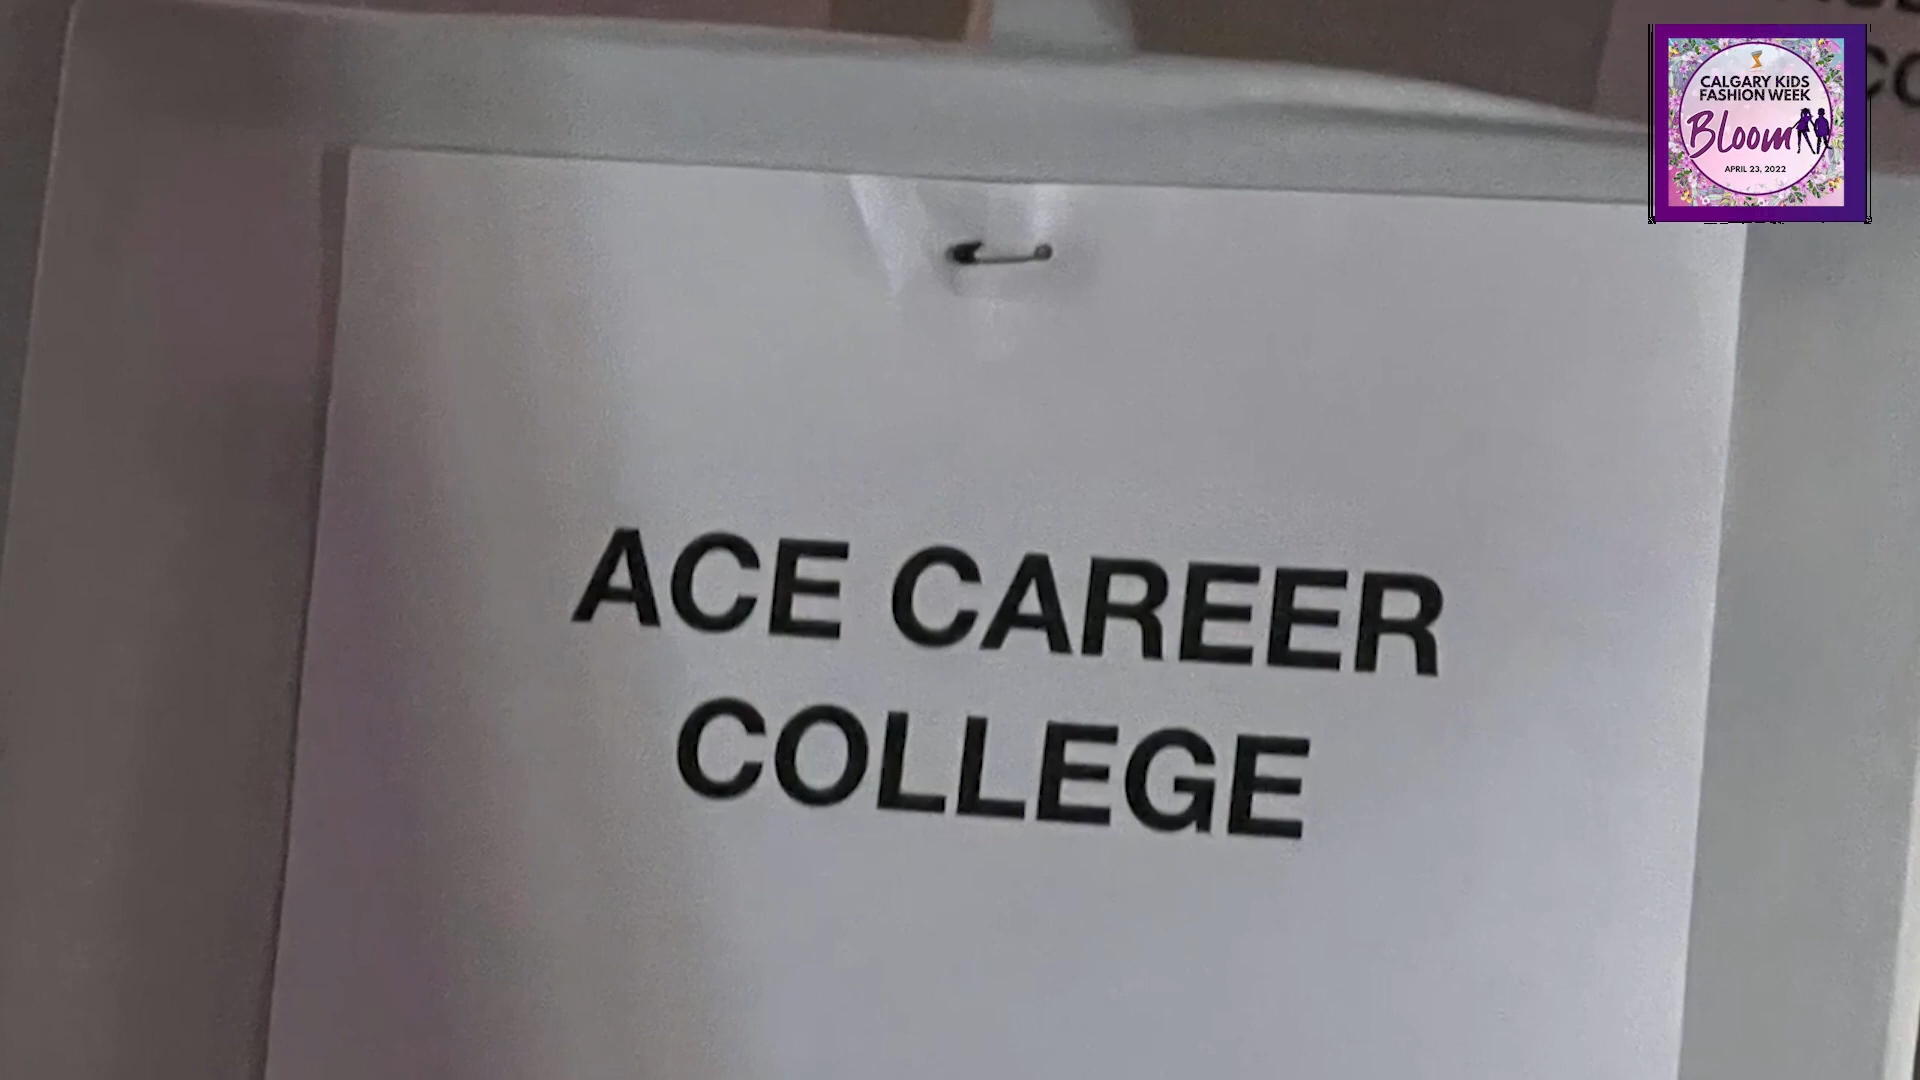 CALGARY KIDS
FASHION WEEK
Bloom
APRIL 23, 2022
ACE CAREER
COLLEGE